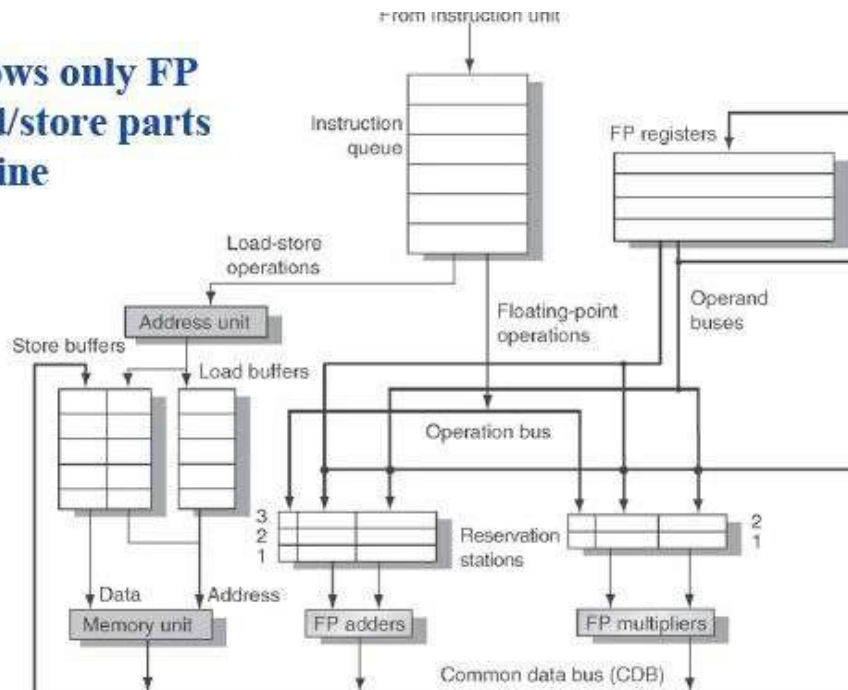 From instruction unit
ows only FP
/store parts
ine
Instruction
queue
FP registers
Load-store
operations
Address unit
Floating-point
operations
Operand
buses
Store buffers
Load buffers
Operation bus
3
2
1
Reservation
stations
2
1
Data
Address
Memory unit
FP adders
FP multipliers
Common data bus (CDB)